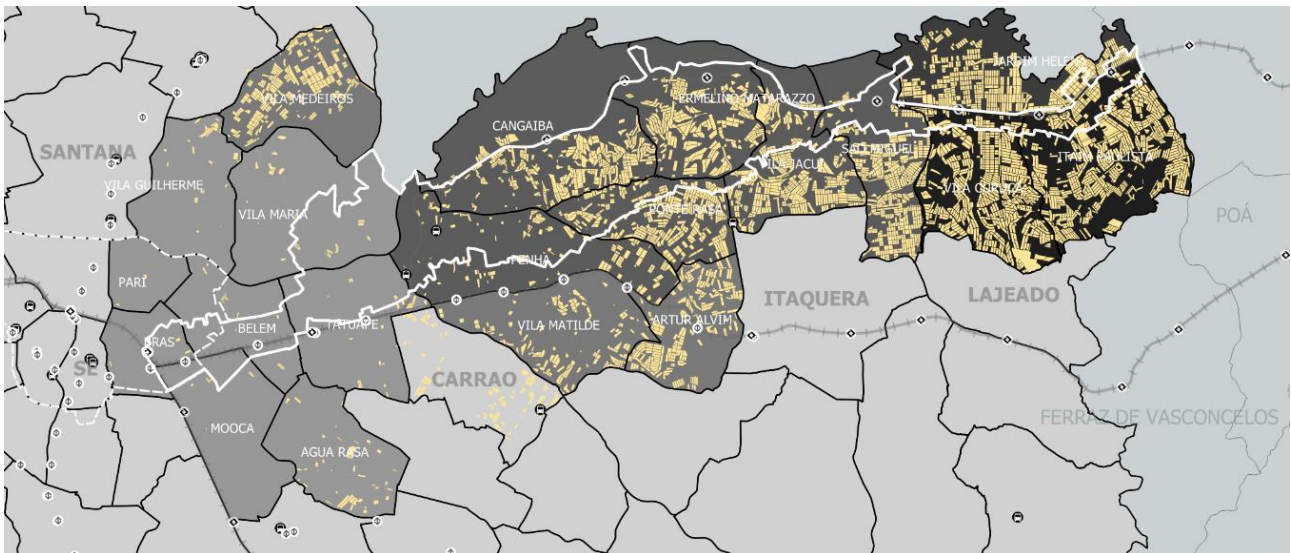 JARDIM HELENA
VILA MEDEIROS
ERMELINO MATARAZZO
CANGAIBA
SANTANA
SAO MIGUEL
ITAIM PAULISTA
VILA JACUI
VILA GUILHERME
VILA CURUÇA
VILA MARIA
PONTE RASA
POÁ
PENHA
PARI
ITAQUERA
LAJEADO
BELEM
TATUAPE
VILA MATILDE
ARTUR ALVIM
BRAS
SE
CARRAO
FERRAZ DE VASCONCELOS
MOOCA
AGUA RASA